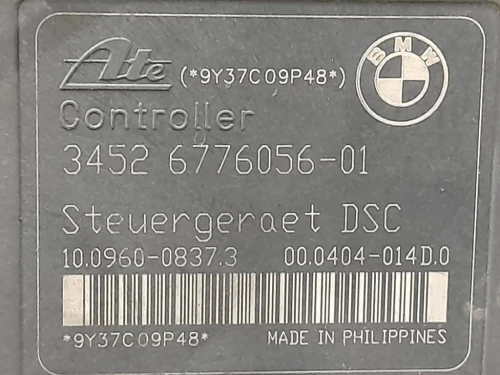 Ate (*9Y37C09P48*) BMW
Controller
3452 6776056-01
Steuergeraet DSC
10.0960-0837.3 00.0404-014D.0
*9Y37C09P48* MADE IN PHILIPPINES